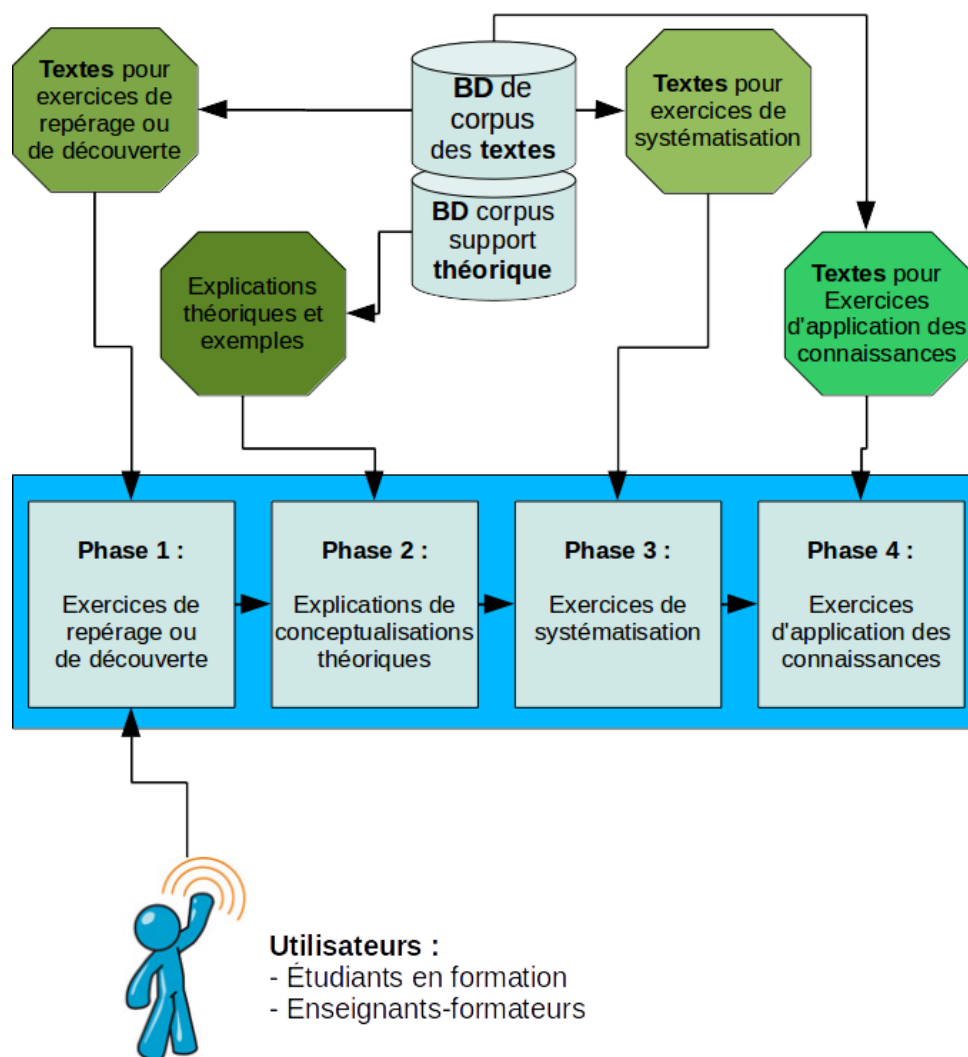 Textes pour
exercices de
repérage ou
de découverte
BD de
corpus
des textes
Textes pour
exercices de
systématisation
BD corpus
support
théorique
Explications
théoriques et
exemples
Textes pour
Exercices
d'application des
connaissances
Phase 1 :
Exercices de
repérage ou
de découverte
Phase 2 :
Explications de
conceptualisations
théoriques
Phase 3 :
Exercices de
systématisation
Phase 4 :
Exercices
d'application des
connaissances
Utilisateurs :
- Étudiants en formation
- Enseignants-formateurs